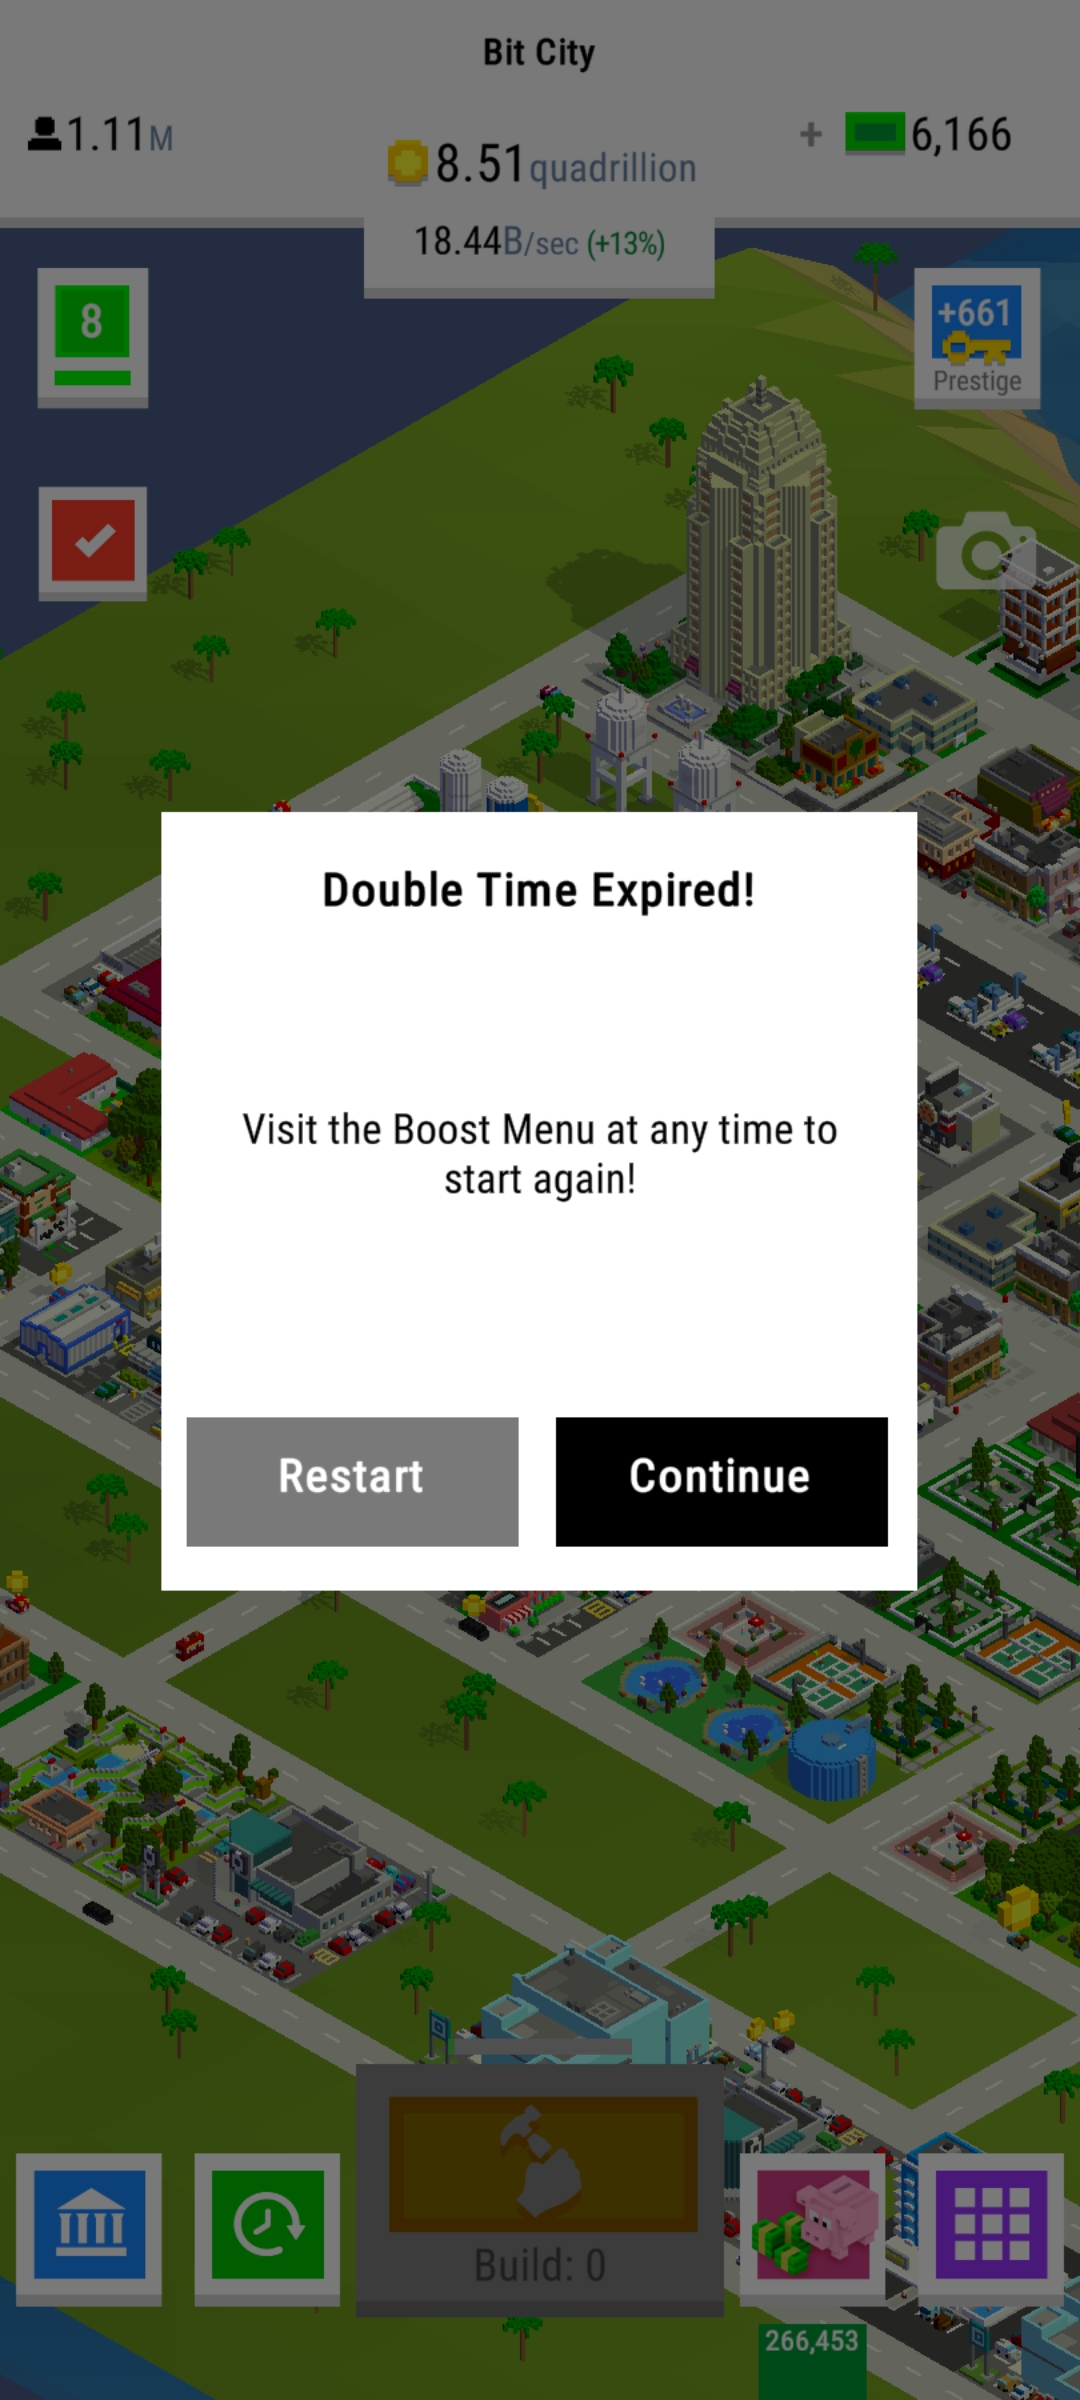 Bit City
1.11M
8.51quadrillion
+ 6,166
18.44B/sec (+13%)
8
+661
Prestige
Double Time Expired!
Visit the Boost Menu at any time to
start again!
Restart
Continue
Build: 0
266,453